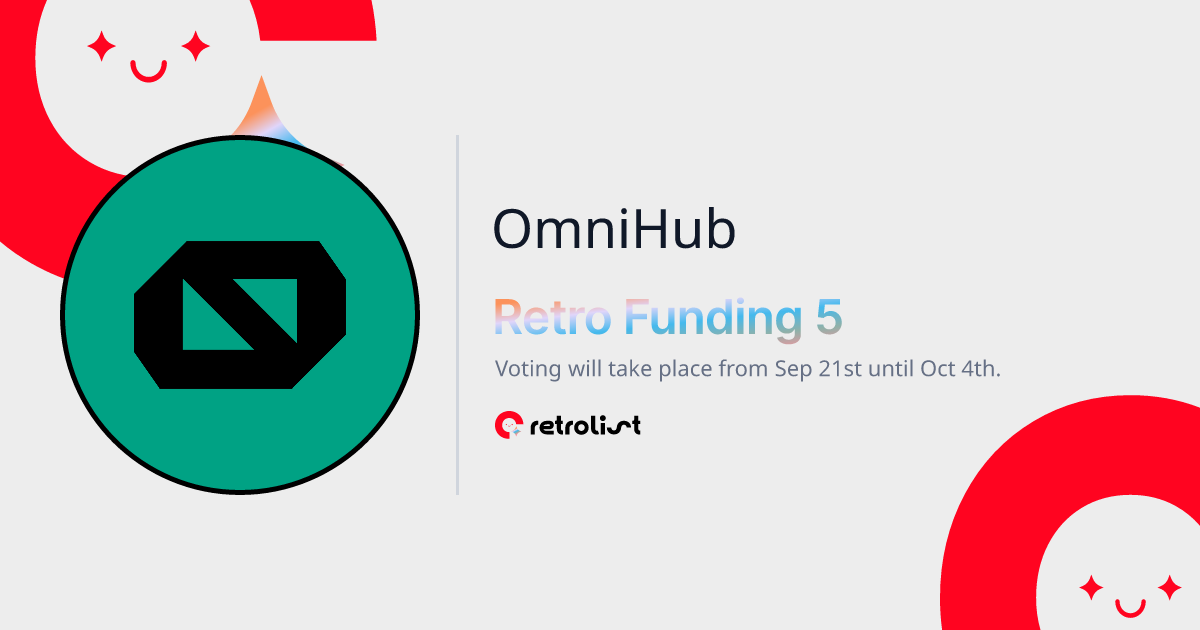 OmniHub
Retro Funding 5
Voting will take place from Sep 21st until Oct 4th.
retrolist